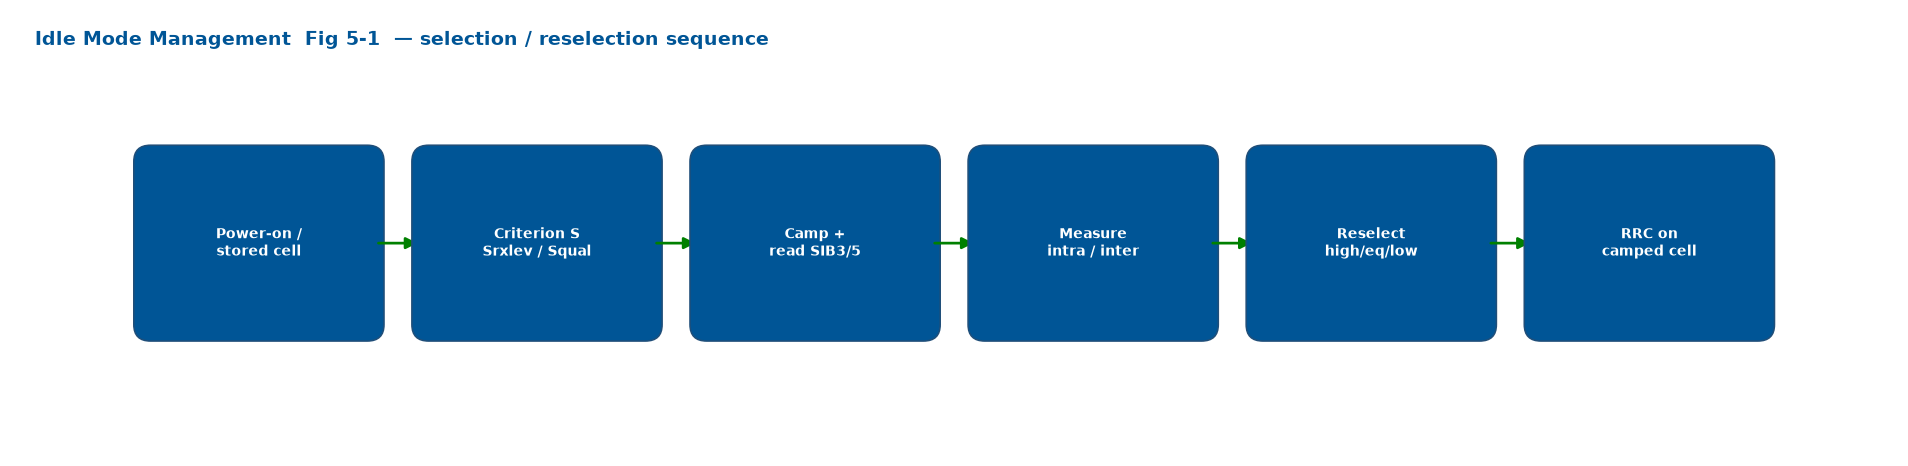 Idle Mode Management  Fig 5-1  — selection / reselection sequence
Power-on /
stored cell
Criterion S
Srxlev / Squal
Camp +
read SIB3/5
Measure
intra / inter
Reselect
high/eq/low
RRC on
camped cell